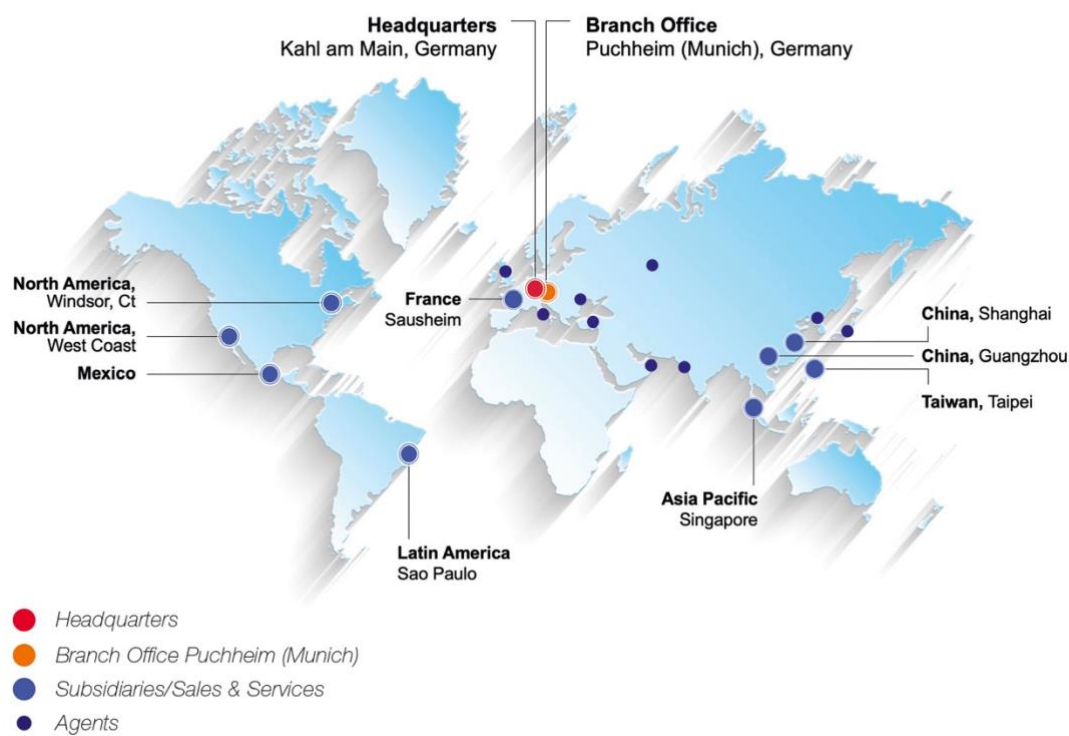 Headquarters
Kahl am Main, Germany
Branch Office
Puchheim (Munich), Germany
North America,
Windsor, Ct
North America,
West Coast
Mexico
France
Sausheim
China, Shanghai
China, Guangzhou
Taiwan, Taipei
Asia Pacific
Singapore
Latin America
Sao Paulo
Headquarters
Branch Office Puchheim (Munich)
Subsidiaries/Sales & Services
Agents